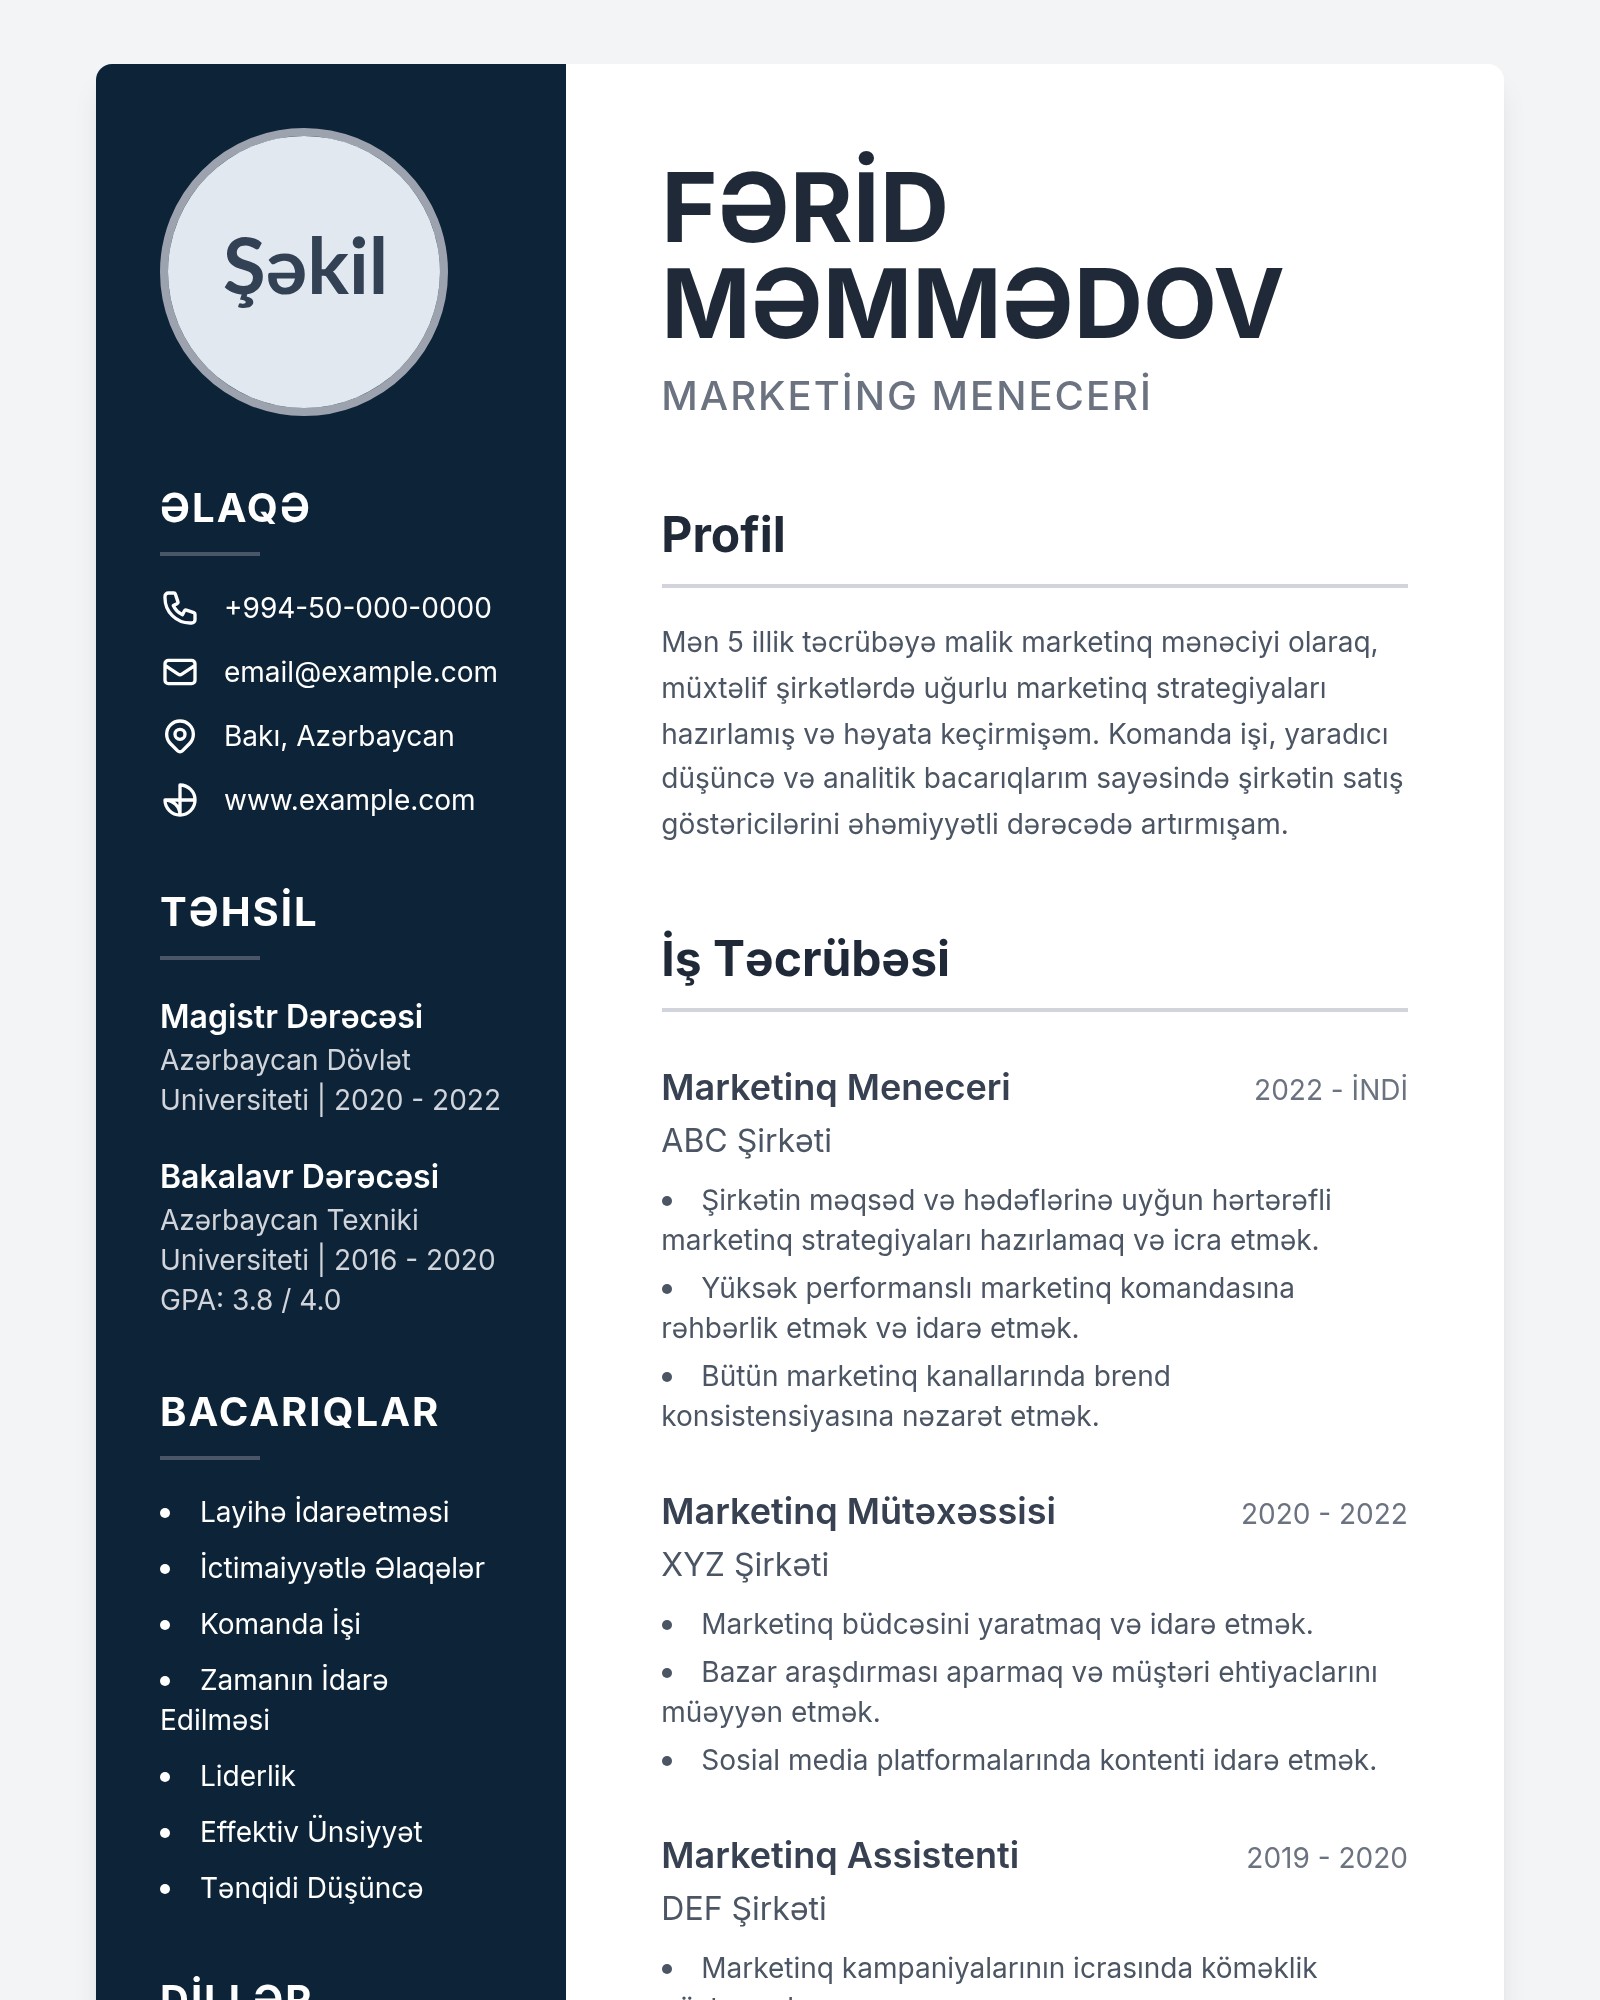 Şəkil
ƏLAQƏ
+994-50-000-0000
email@example.com
Bakı, Azərbaycan
www.example.com
TƏHSİL
Magistr Dərəcəsi
Azərbaycan Dövlət
Universiteti | 2020 - 2022
Bakalavr Dərəcəsi
Azərbaycan Texniki
Universiteti | 2016 - 2020
GPA: 3.8 / 4.0
BACARIQLAR
• Layihə İdarəetməsi
• İctimaiyyətlə Əlaqələr
• Komanda İşi
• Zamanın İdarə
Edilməsi
• Liderlik
• Effektiv Ünsiyyət
• Tənqidi Düşüncə
DİLLƏR
FƏRİD
MƏMMƏDOV
MARKETİNG MENECERİ
Profil
Mən 5 illik təcrübəyə malik marketinq mənəciyi olaraq,
müxtəlif şirkətlərdə uğurlu marketinq strategiyaları
hazırlamış və həyata keçirmişəm. Komanda işi, yaradıcı
düşüncə və analitik bacarıqlarım sayəsində şirkətin satış
göstəricilərini əhəmiyyətli dərəcədə artırmışam.
İş Təcrübəsi
Marketinq Meneceri 2022 - İNDİ
ABC Şirkəti
• Şirkətin məqsəd və hədəflərinə uyğun hərtərəfli
marketinq strategiyaları hazırlamaq və icra etmək.
• Yüksək performanslı marketinq komandasına
rəhbərlik etmək və idarə etmək.
• Bütün marketinq kanallarında brend
konsistensiyasına nəzarət etmək.
Marketinq Mütəxəssisi 2020 - 2022
XYZ Şirkəti
• Marketinq büdcəsini yaratmaq və idarə etmək.
• Bazar araşdırması aparmaq və müştəri ehtiyaclarını
müəyyən etmək.
• Sosial media platformalarında kontenti idarə etmək.
Marketinq Assistenti 2019 - 2020
DEF Şirkəti
• Marketinq kampaniyalarının icrasında köməklik